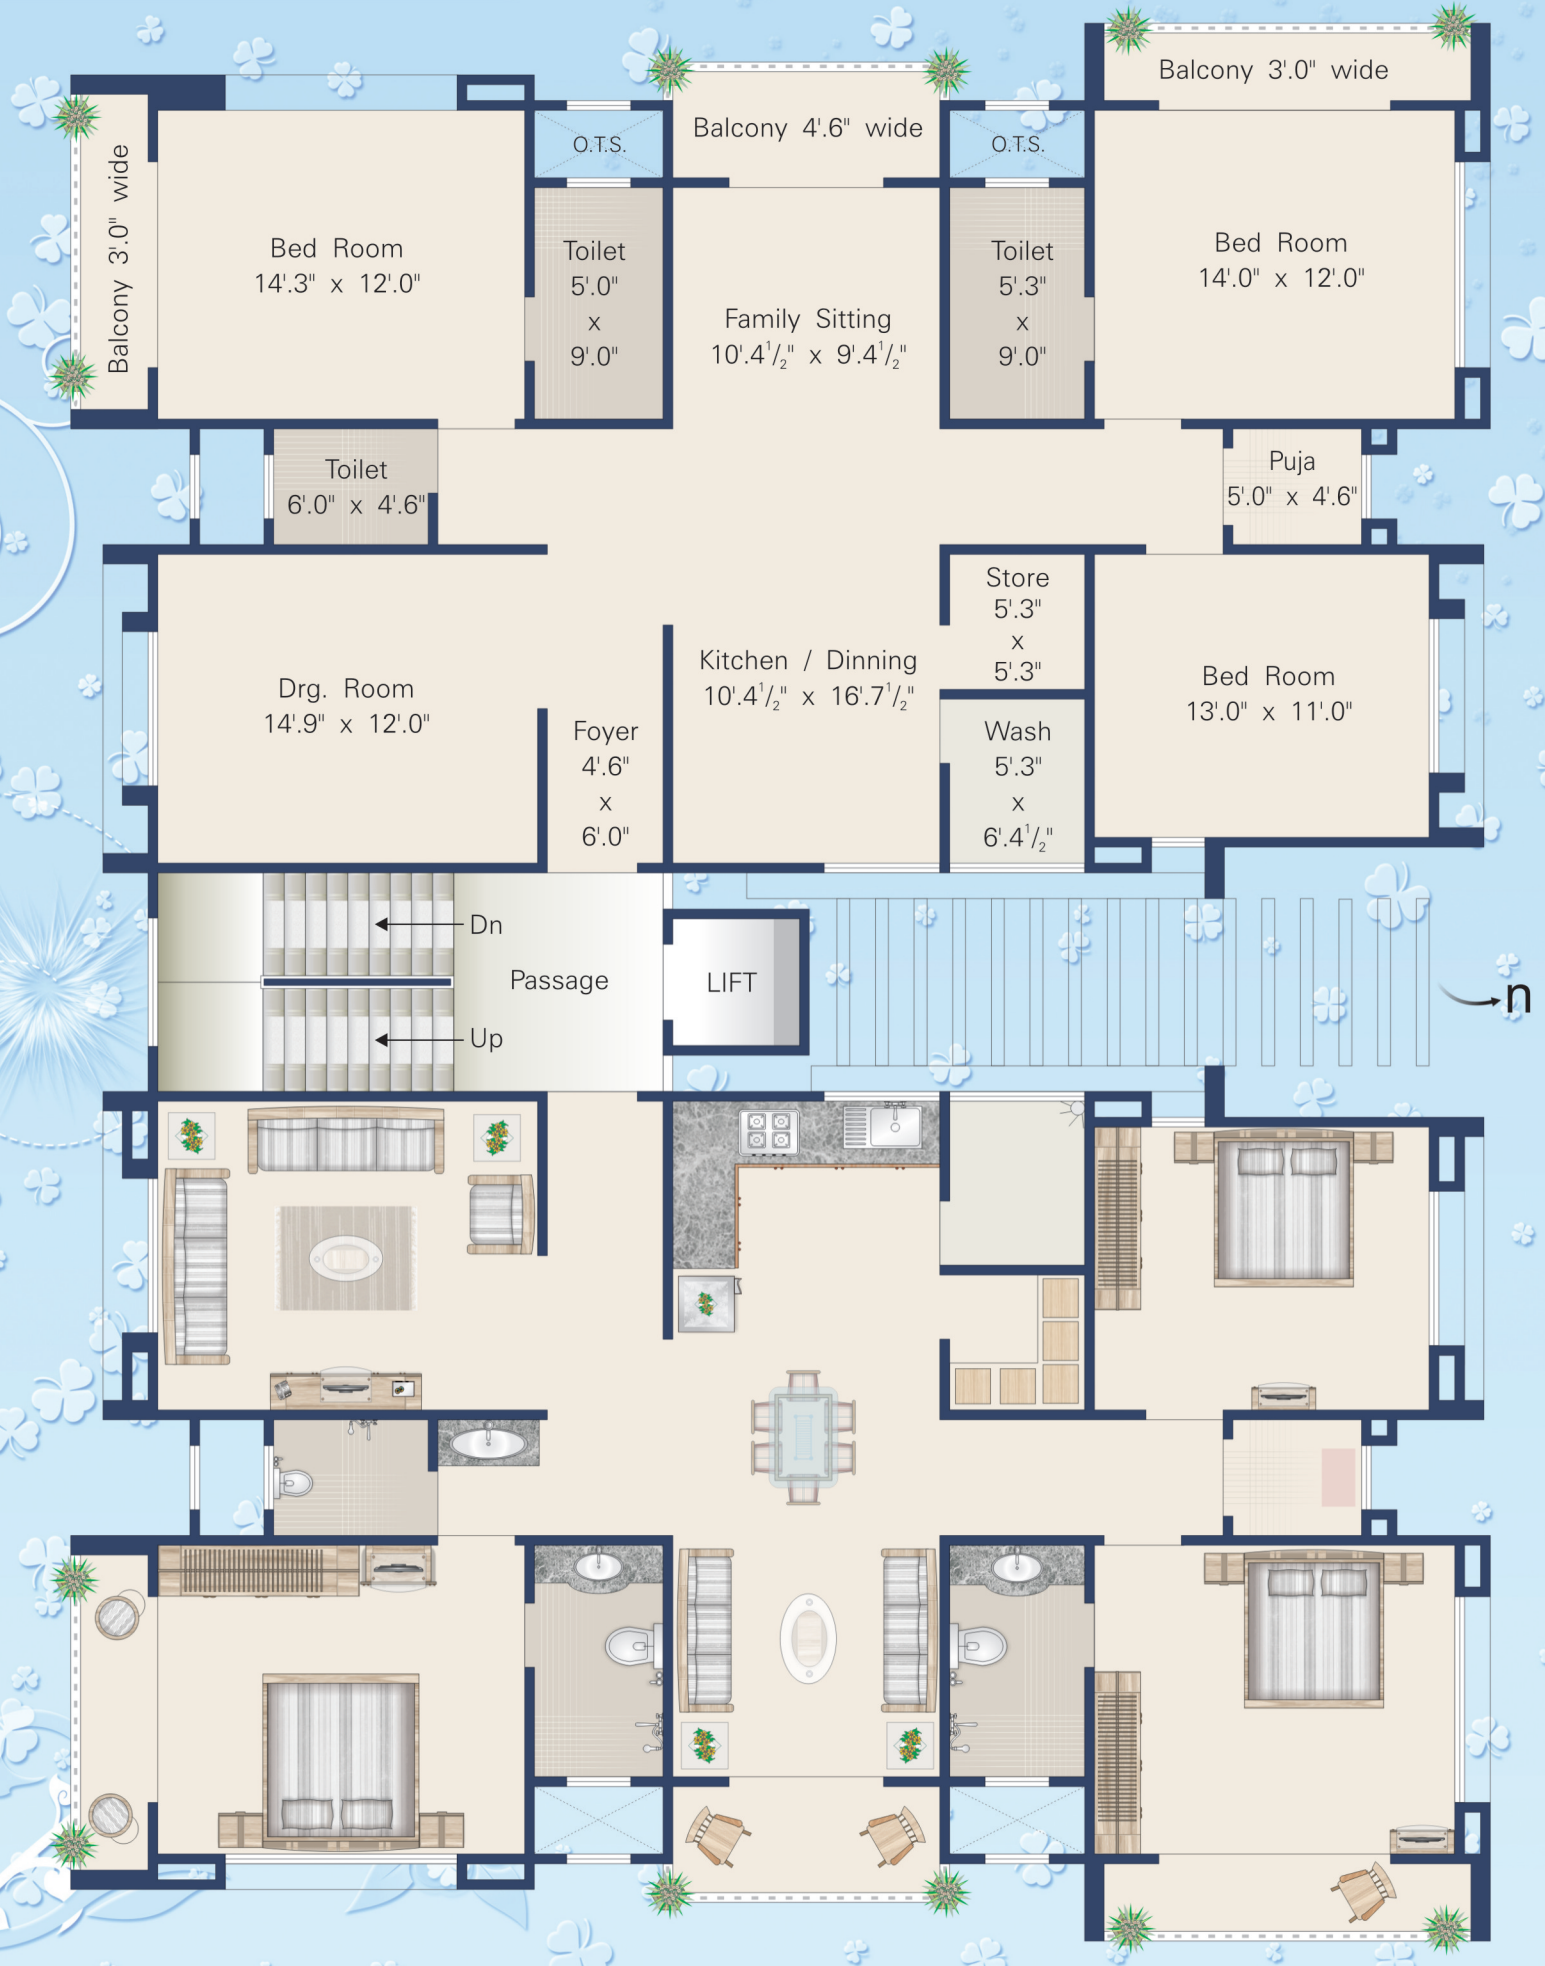 Balcony 3'.0" wide
Balcony 4'.6" wide
O.T.S.
O.T.S.
Balcony 3'.0" wide
Bed Room
14'.3" x 12'.0"
Toilet
5'.0"
x
9'.0"
Family Sitting
10'.4 1/2" x 9'.4 1/2"
Toilet
5'.3"
x
9'.0"
Bed Room
14'.0" x 12'.0"
Toilet
6'.0" x 4'.6"
Puja
5'.0" x 4'.6"
Drg. Room
14'.9" x 12'.0"
Foyer
4'.6"
x
6'.0"
Kitchen / Dinning
10'.4 1/2" x 16'.7 1/2"
Store
5'.3"
x
5'.3"
Wash
5'.3"
x
6'.4 1/2"
Bed Room
13'.0" x 11'.0"
Dn
Passage
LIFT
Up
n